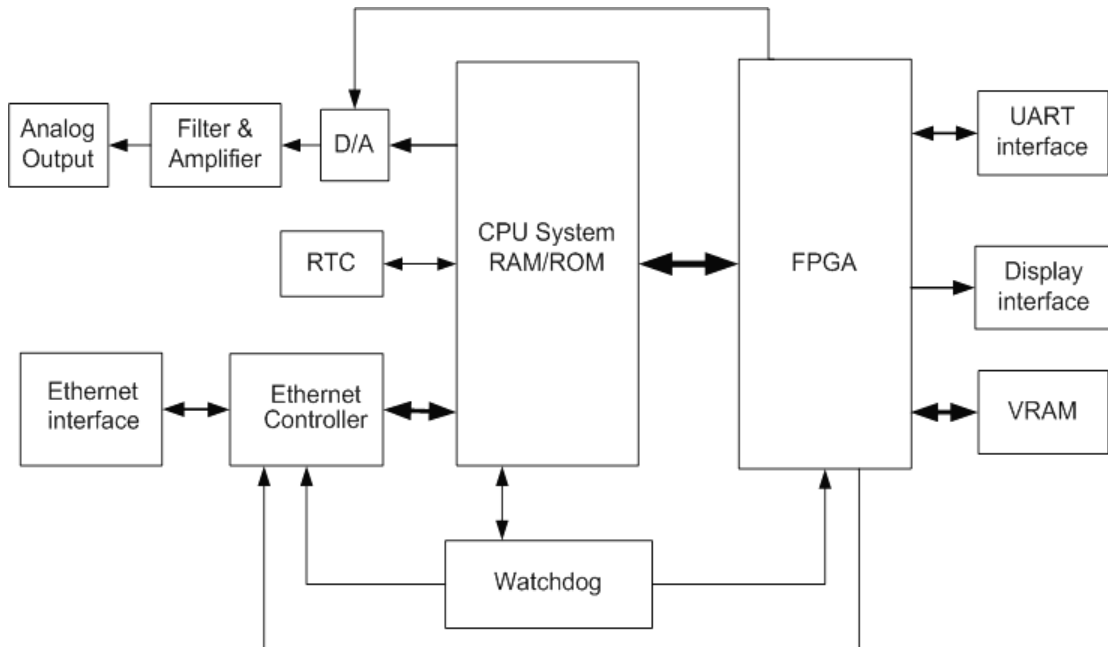 Analog
Output
Filter &
Amplifier
D/A
CPU System
RAM/ROM
FPGA
UART
interface
RTC
Display
interface
Ethernet
interface
Ethernet
Controller
VRAM
Watchdog